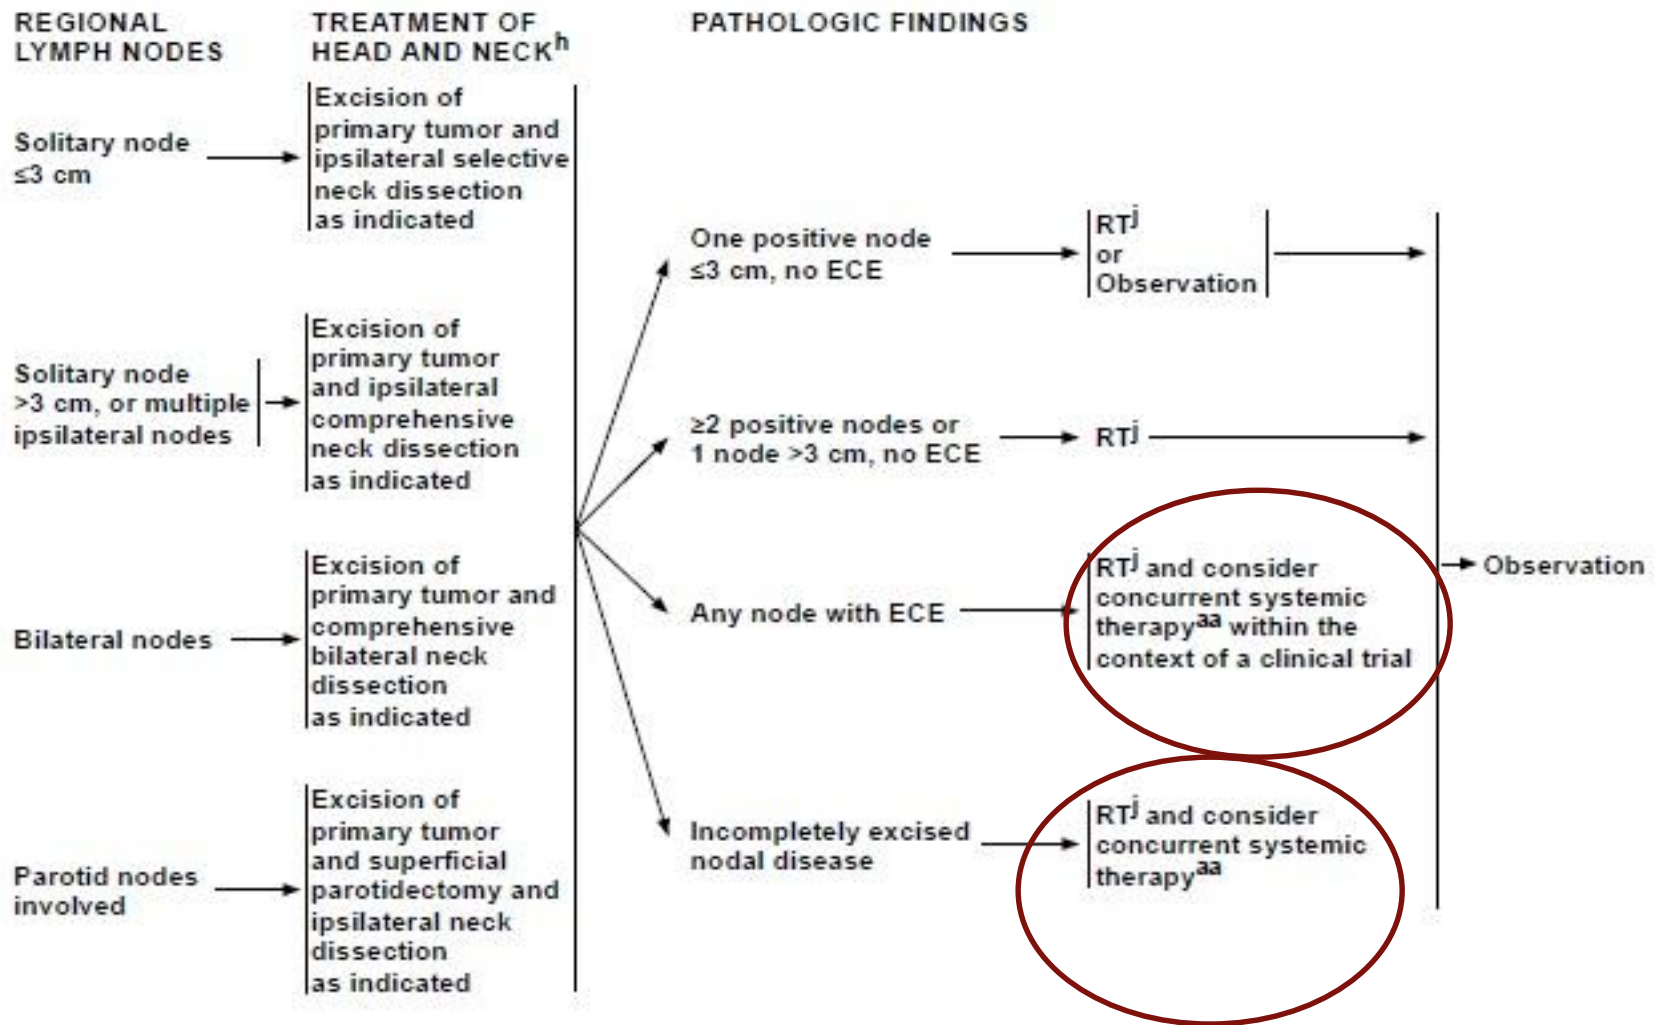 REGIONAL
LYMPH NODES
TREATMENT OF
HEAD AND NECKh
PATHOLOGIC FINDINGS
Solitary node
≤3 cm
Excision of
primary tumor and
ipsilateral selective
neck dissection
as indicated
Solitary node
>3 cm, or multiple
ipsilateral nodes
Excision of
primary tumor
and ipsilateral
comprehensive
neck dissection
as indicated
Bilateral nodes
Excision of
primary tumor and
comprehensive
bilateral neck
dissection
as indicated
Parotid nodes
involved
Excision of
primary tumor
and superficial
parotidectomy and
ipsilateral neck
dissection
as indicated
One positive node
≤3 cm, no ECE
RTj
or
Observation
≥2 positive nodes or
1 node >3 cm, no ECE
RTj
Any node with ECE
RTj and consider
concurrent systemic
therapyaa within the
context of a clinical trial
Incompletely excised
nodal disease
RTj and consider
concurrent systemic
therapyaa
Observation